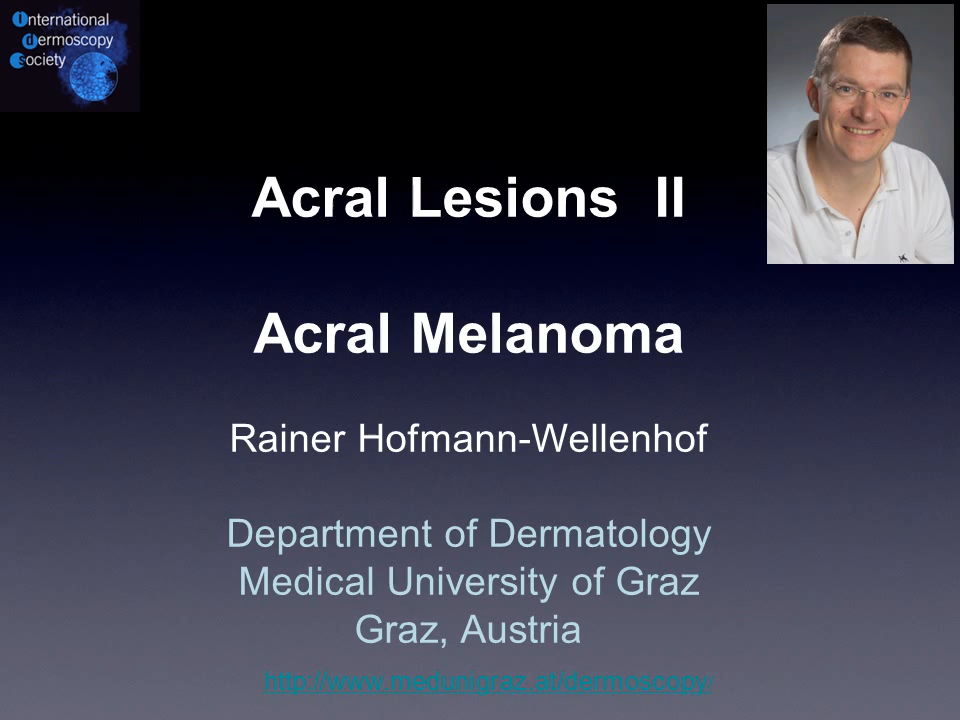 International
Dermoscopy
Society
Acral Lesions II
Acral Melanoma
Rainer Hofmann-Wellenhof
Department of Dermatology
Medical University of Graz
Graz, Austria
http://www.medunigraz.at/dermoscopy/